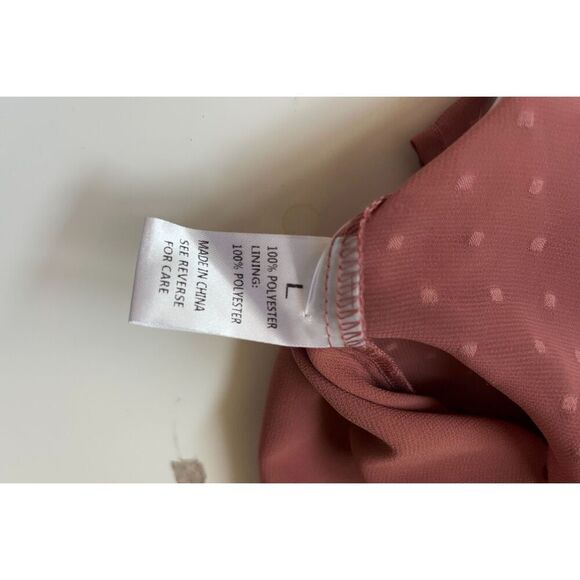 L
100% POLYESTER
LINING:
100% POLYESTER
MADE IN CHINA
SEE REVERSE
FOR CARE